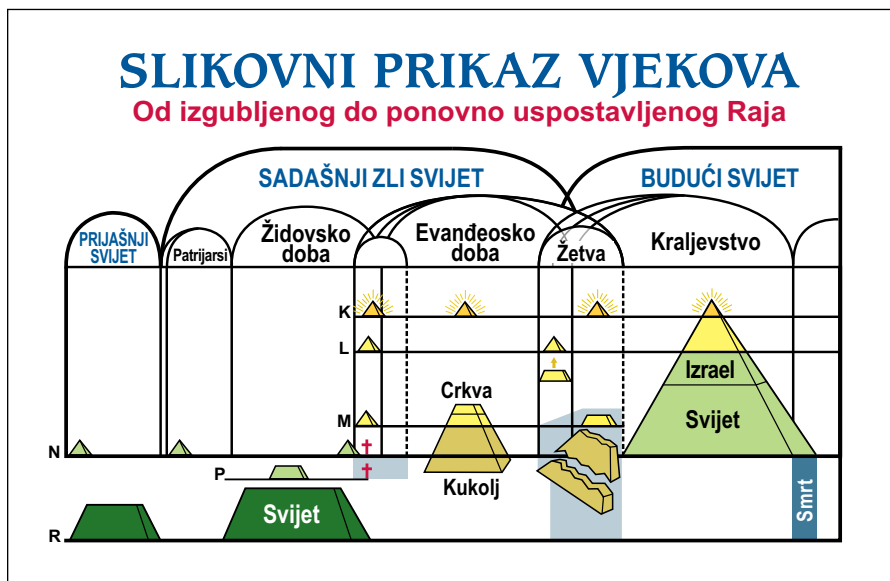 SLIKOVNI PRIKAZ VJEKOVA
Od izgubljenog do ponovno uspostavljenog Raja
SADAŠNJI ZLI SVIJET
BUDUĆI SVIJET
PRIJAŠNJI
SVIJET
Patrijarsi
Židovsko
doba
Evanđeosko
doba
Žetva
Kraljevstvo
K
L
Izrael
Crkva
M
Svijet
N
P
Kukolj
Svijet
Smrt
R